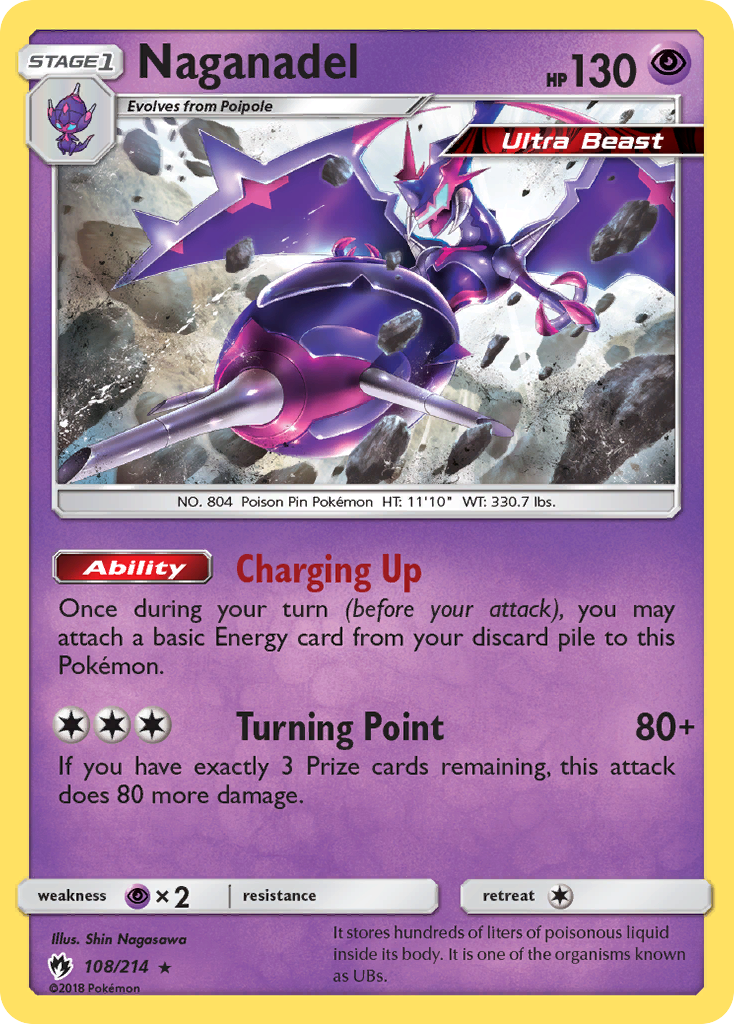 STAGE1
Naganadel
HP 130
Evolves from Poipole
Ultra Beast
NO. 804 Poison Pin Pokémon HT: 11'10" WT: 330.7 lbs.
Ability Charging Up
Once during your turn (before your attack), you may
attach a basic Energy card from your discard pile to this
Pokémon.
Turning Point 80+
If you have exactly 3 Prize cards remaining, this attack
does 80 more damage.
weakness ×2 resistance retreat
Illus. Shin Nagasawa
108/214 ★
©2018 Pokémon
It stores hundreds of liters of poisonous liquid
inside its body. It is one of the organisms known
as UBs.